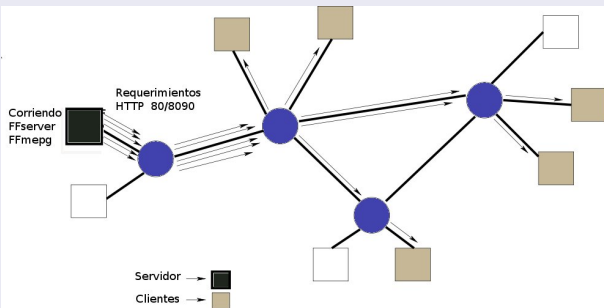 Requerimientos
HTTP 80/8090
Corriendo
FFserver
FFmepg
Servidor
Clientes